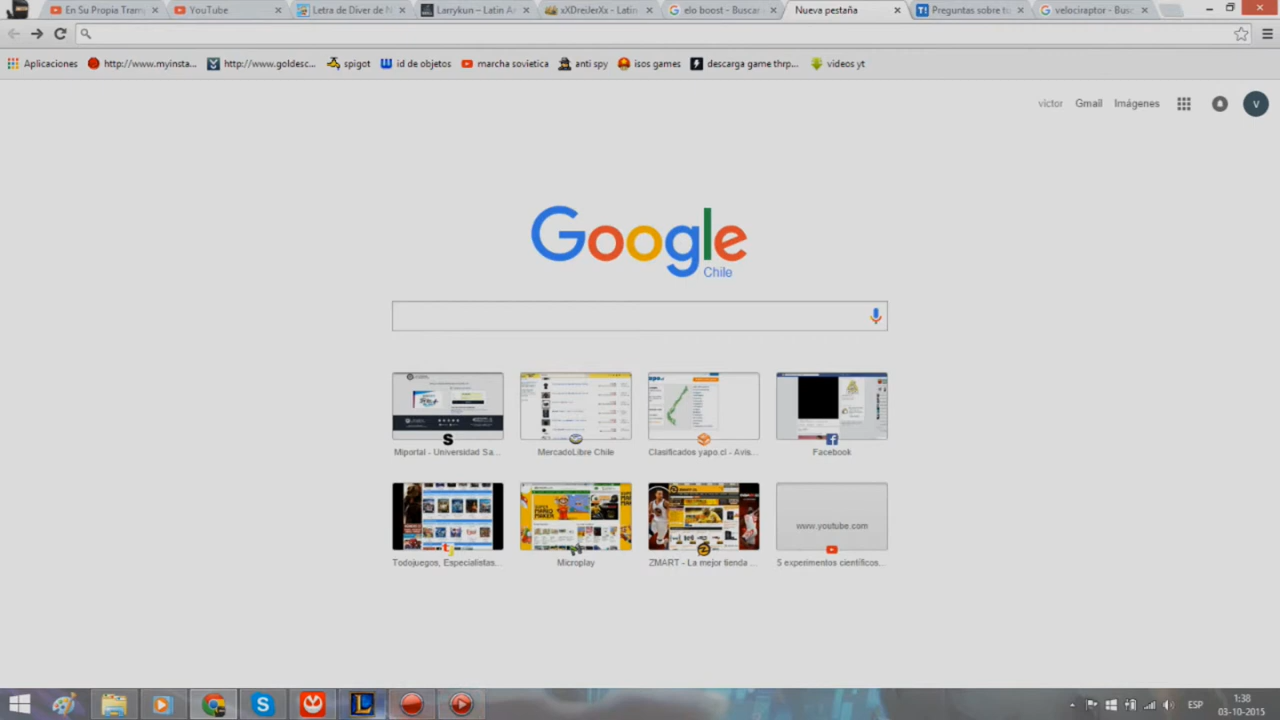 En Su Propia Tramp
YouTube
Letra de Diver de N
Larrykun – Latin A
xXDreiJerXx - Latin
elo boost - Buscar
Nueva pestaña
Preguntas sobre tu
velociraptor - Busc
Aplicaciones
http://www.myinsta...
http://www.goldesc...
spigot
id de objetos
marcha sovietica
anti spy
isos games
descarga game thrp...
videos yt
victor
Gmail
Imágenes
V
Google
Chile
Miportal - Universidad Sa...
MercadoLibre Chile
Clasificados yapo.cl - Avis...
Facebook
www.youtube.com
Todojuegos, Especialistas...
Microplay
ZMART - La mejor tienda ...
5 experimentos científicos...
ESP
1:38
03-10-2015